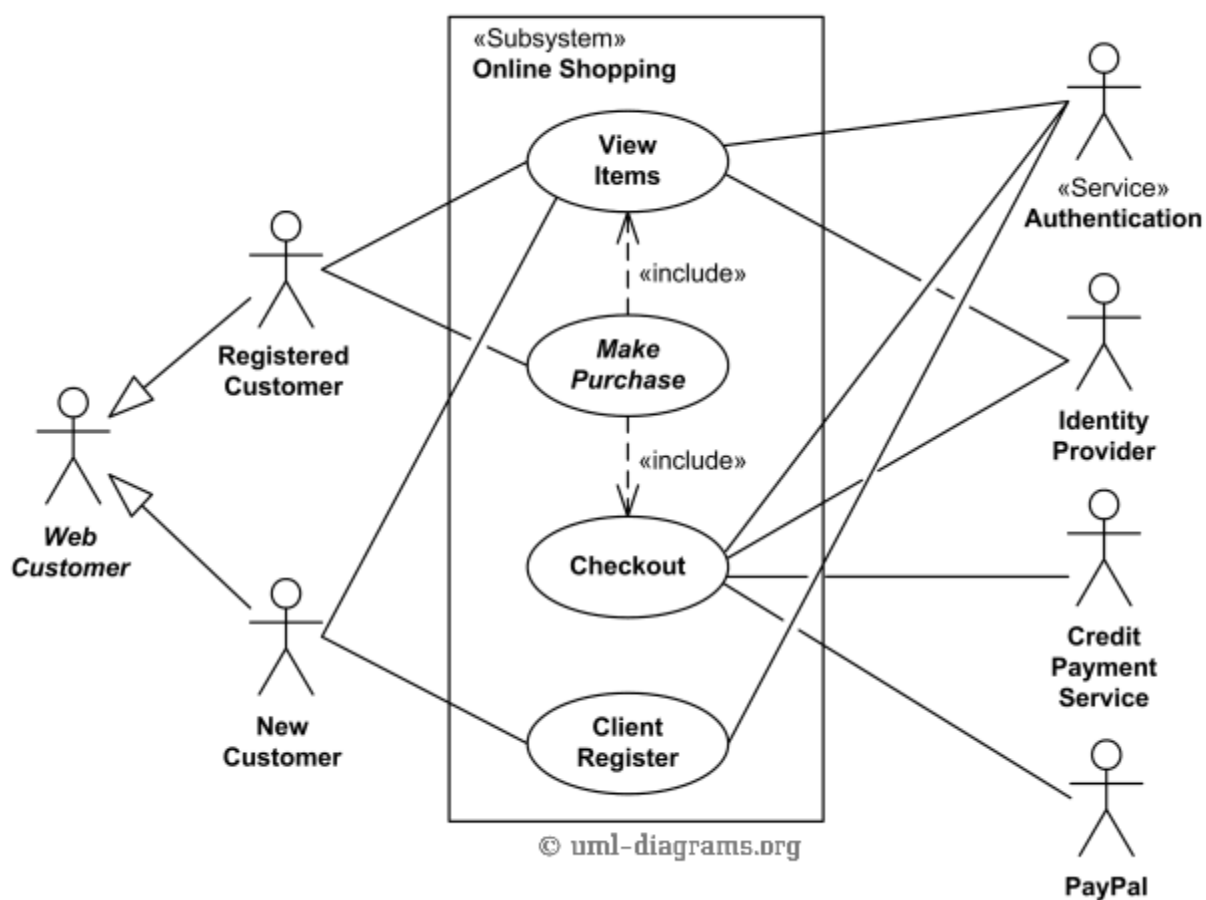 «Subsystem»
Online Shopping
View
Items
«include»
Make
Purchase
«include»
Checkout
Client
Register
Registered
Customer
Web
Customer
New
Customer
«Service»
Authentication
Identity
Provider
Credit
Payment
Service
PayPal
© uml-diagrams.org